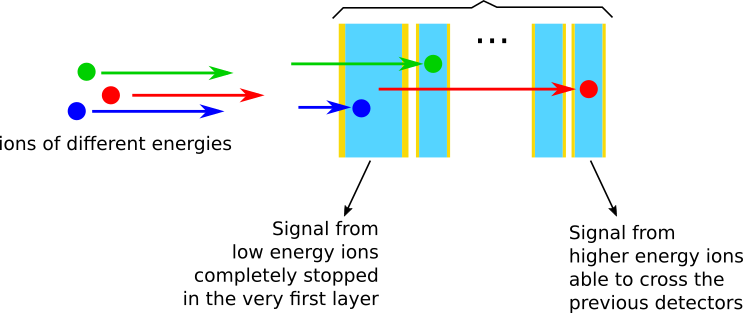 ...
ions of different energies
Signal from
low energy ions
completely stopped
in the very first layer
Signal from
higher energy ions
able to cross the
previous detectors